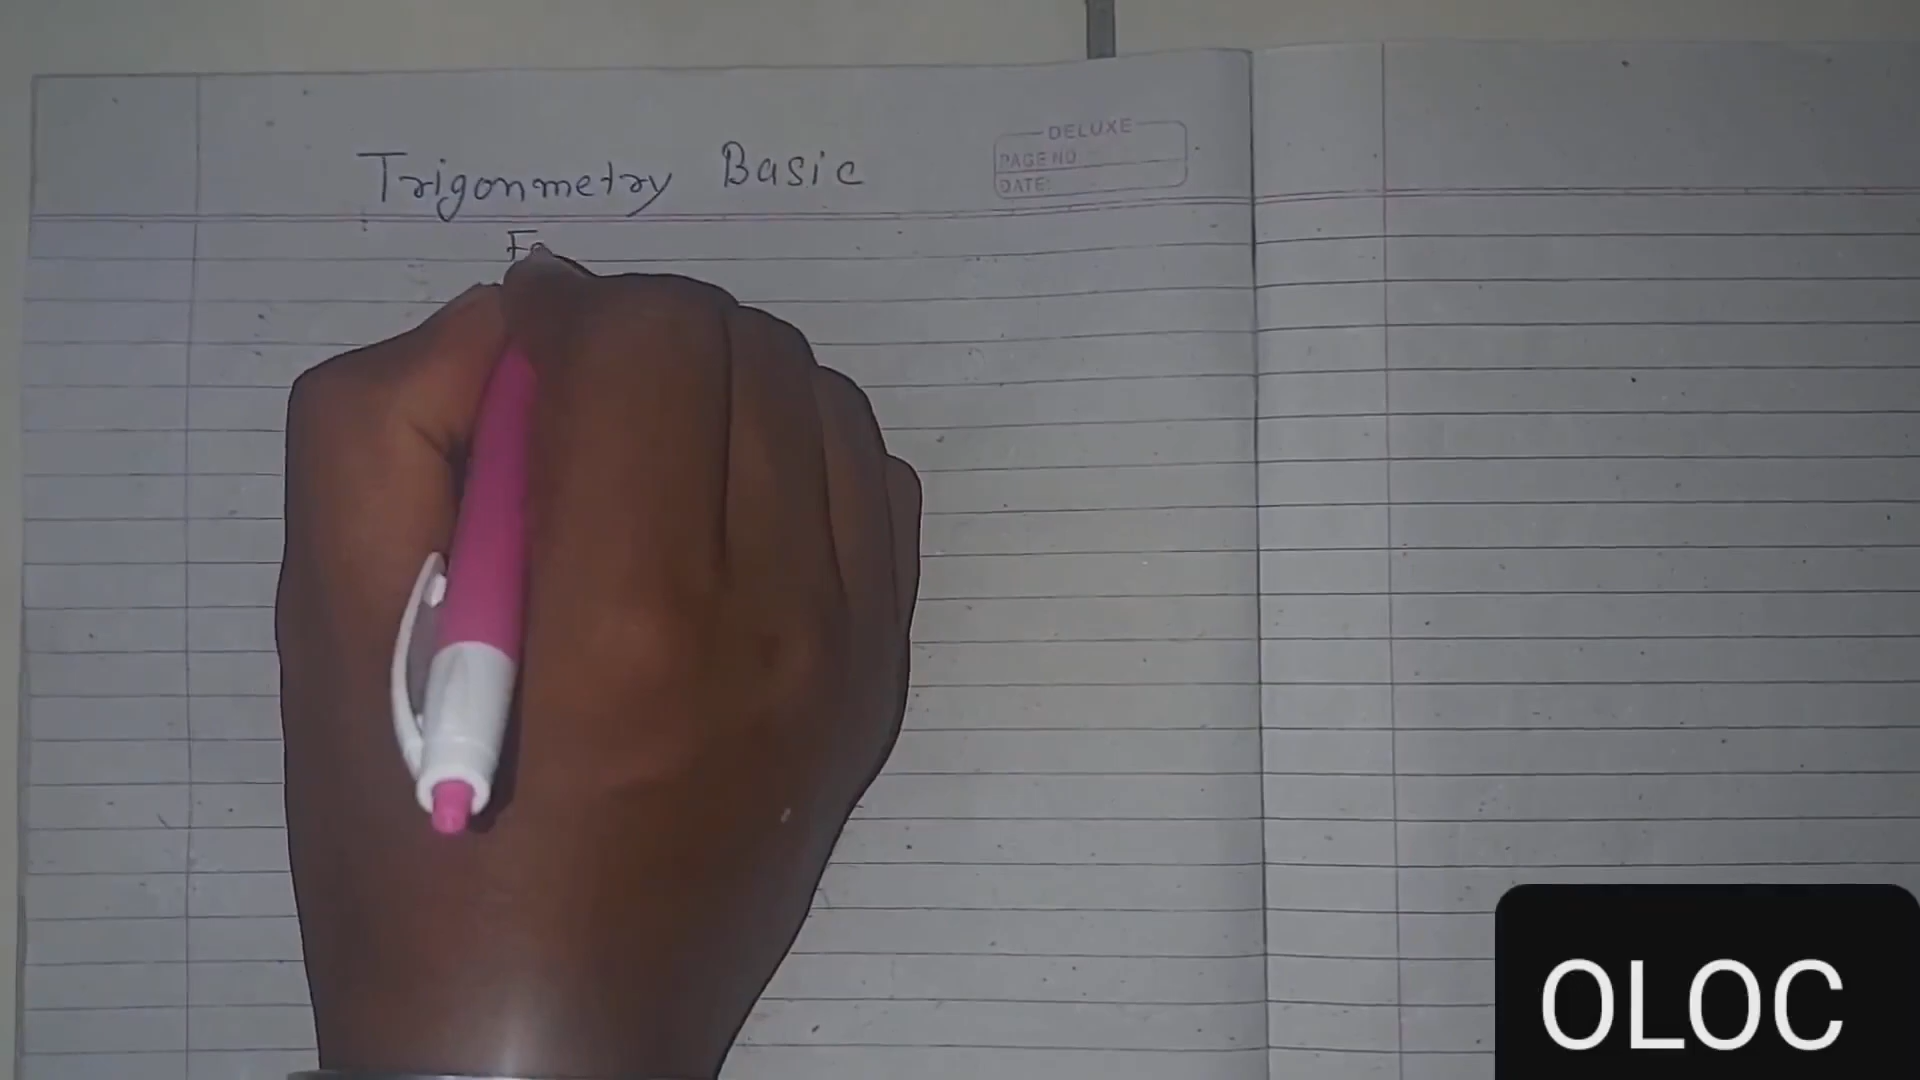 Trigonmetry Basic
DELUXE
PAGE NO
DATE:
OLOC